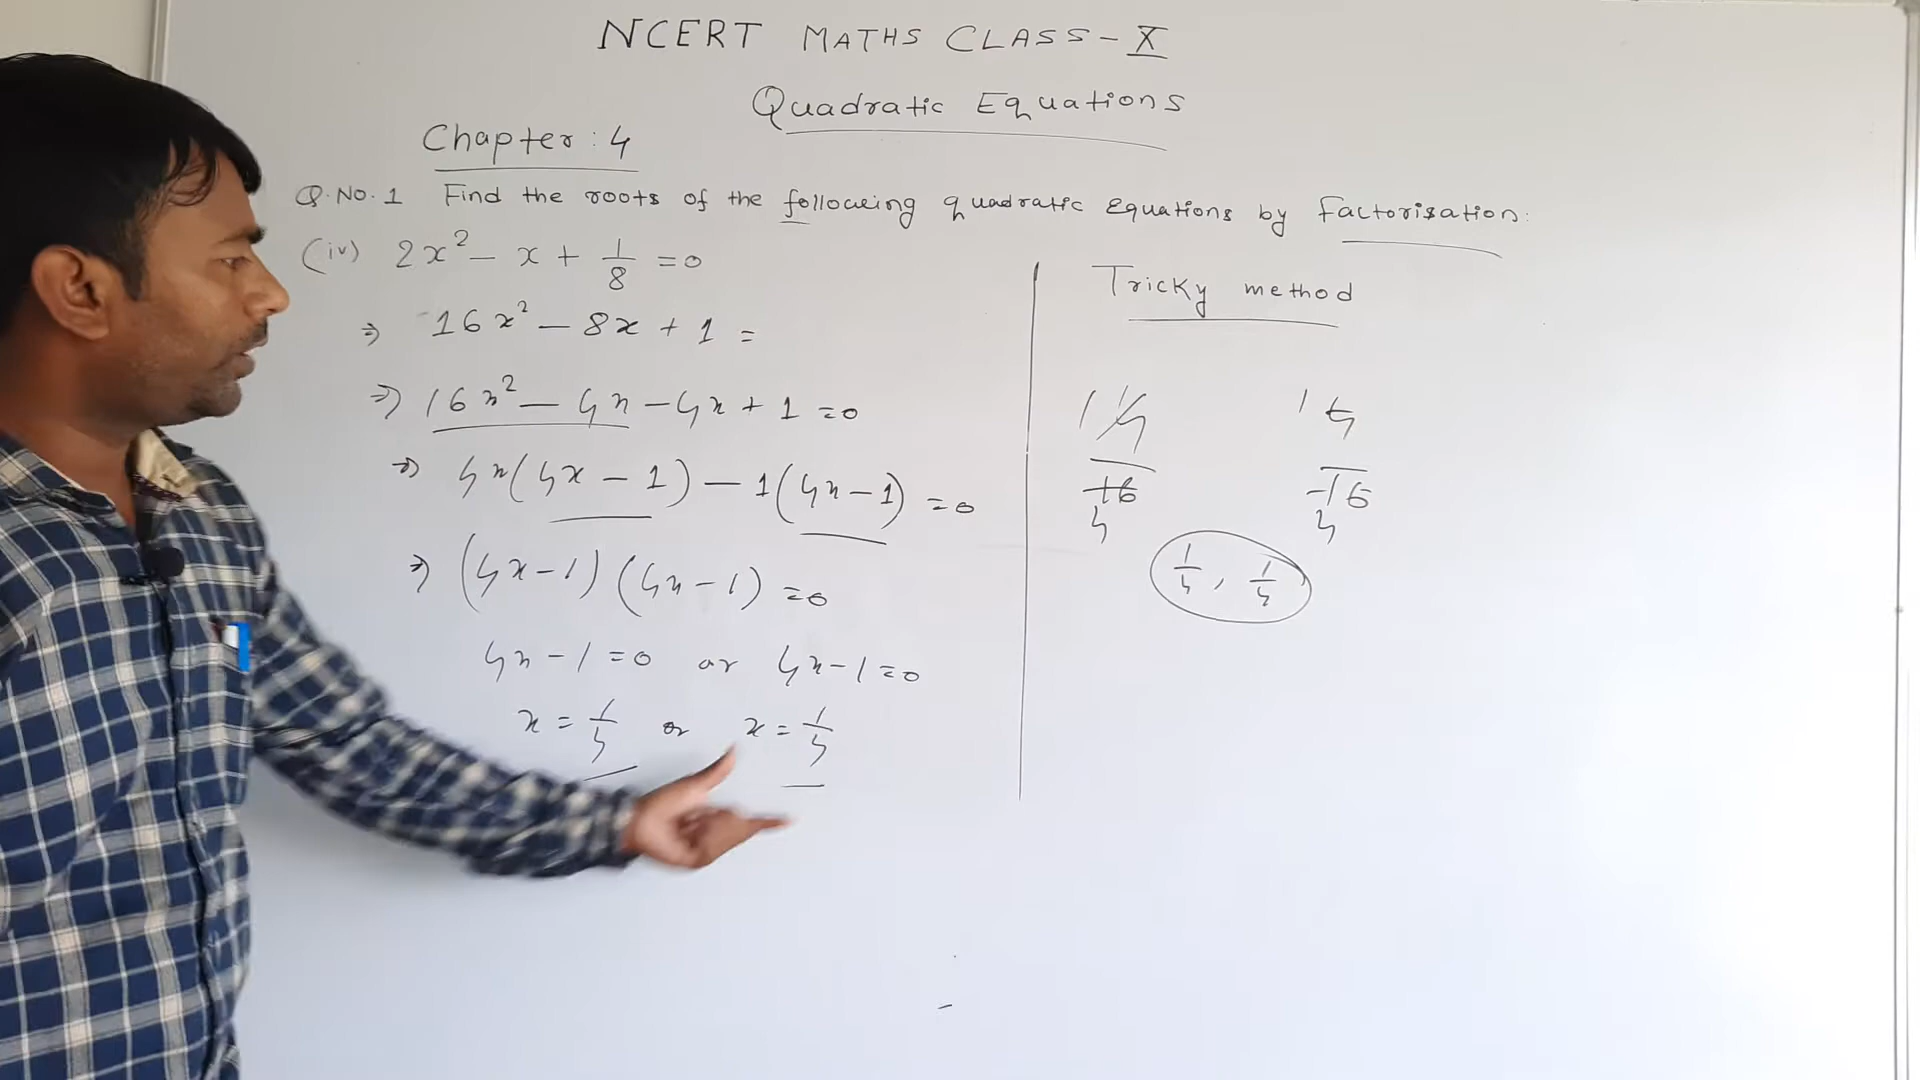 NCERT MATHS CLASS - X
Quadratic Equations
Chapter : 4
Q. No. 1 Find the roots of the following quadratic Equations by Factorisation:
(iv) 2x² - x + 1/8 = 0
⇒ 16x² - 8x + 1 =
⇒ 16x² - 4x - 4x + 1 = 0
⇒ 4x(4x - 1) - 1(4x - 1) = 0
⇒ (4x - 1) (4x - 1) = 0
4x - 1 = 0 or 4x - 1 = 0
x = 1/4 or x = 1/4
Tricky method
1 4 1 4
16 16
4 4
1/4 , 1/4